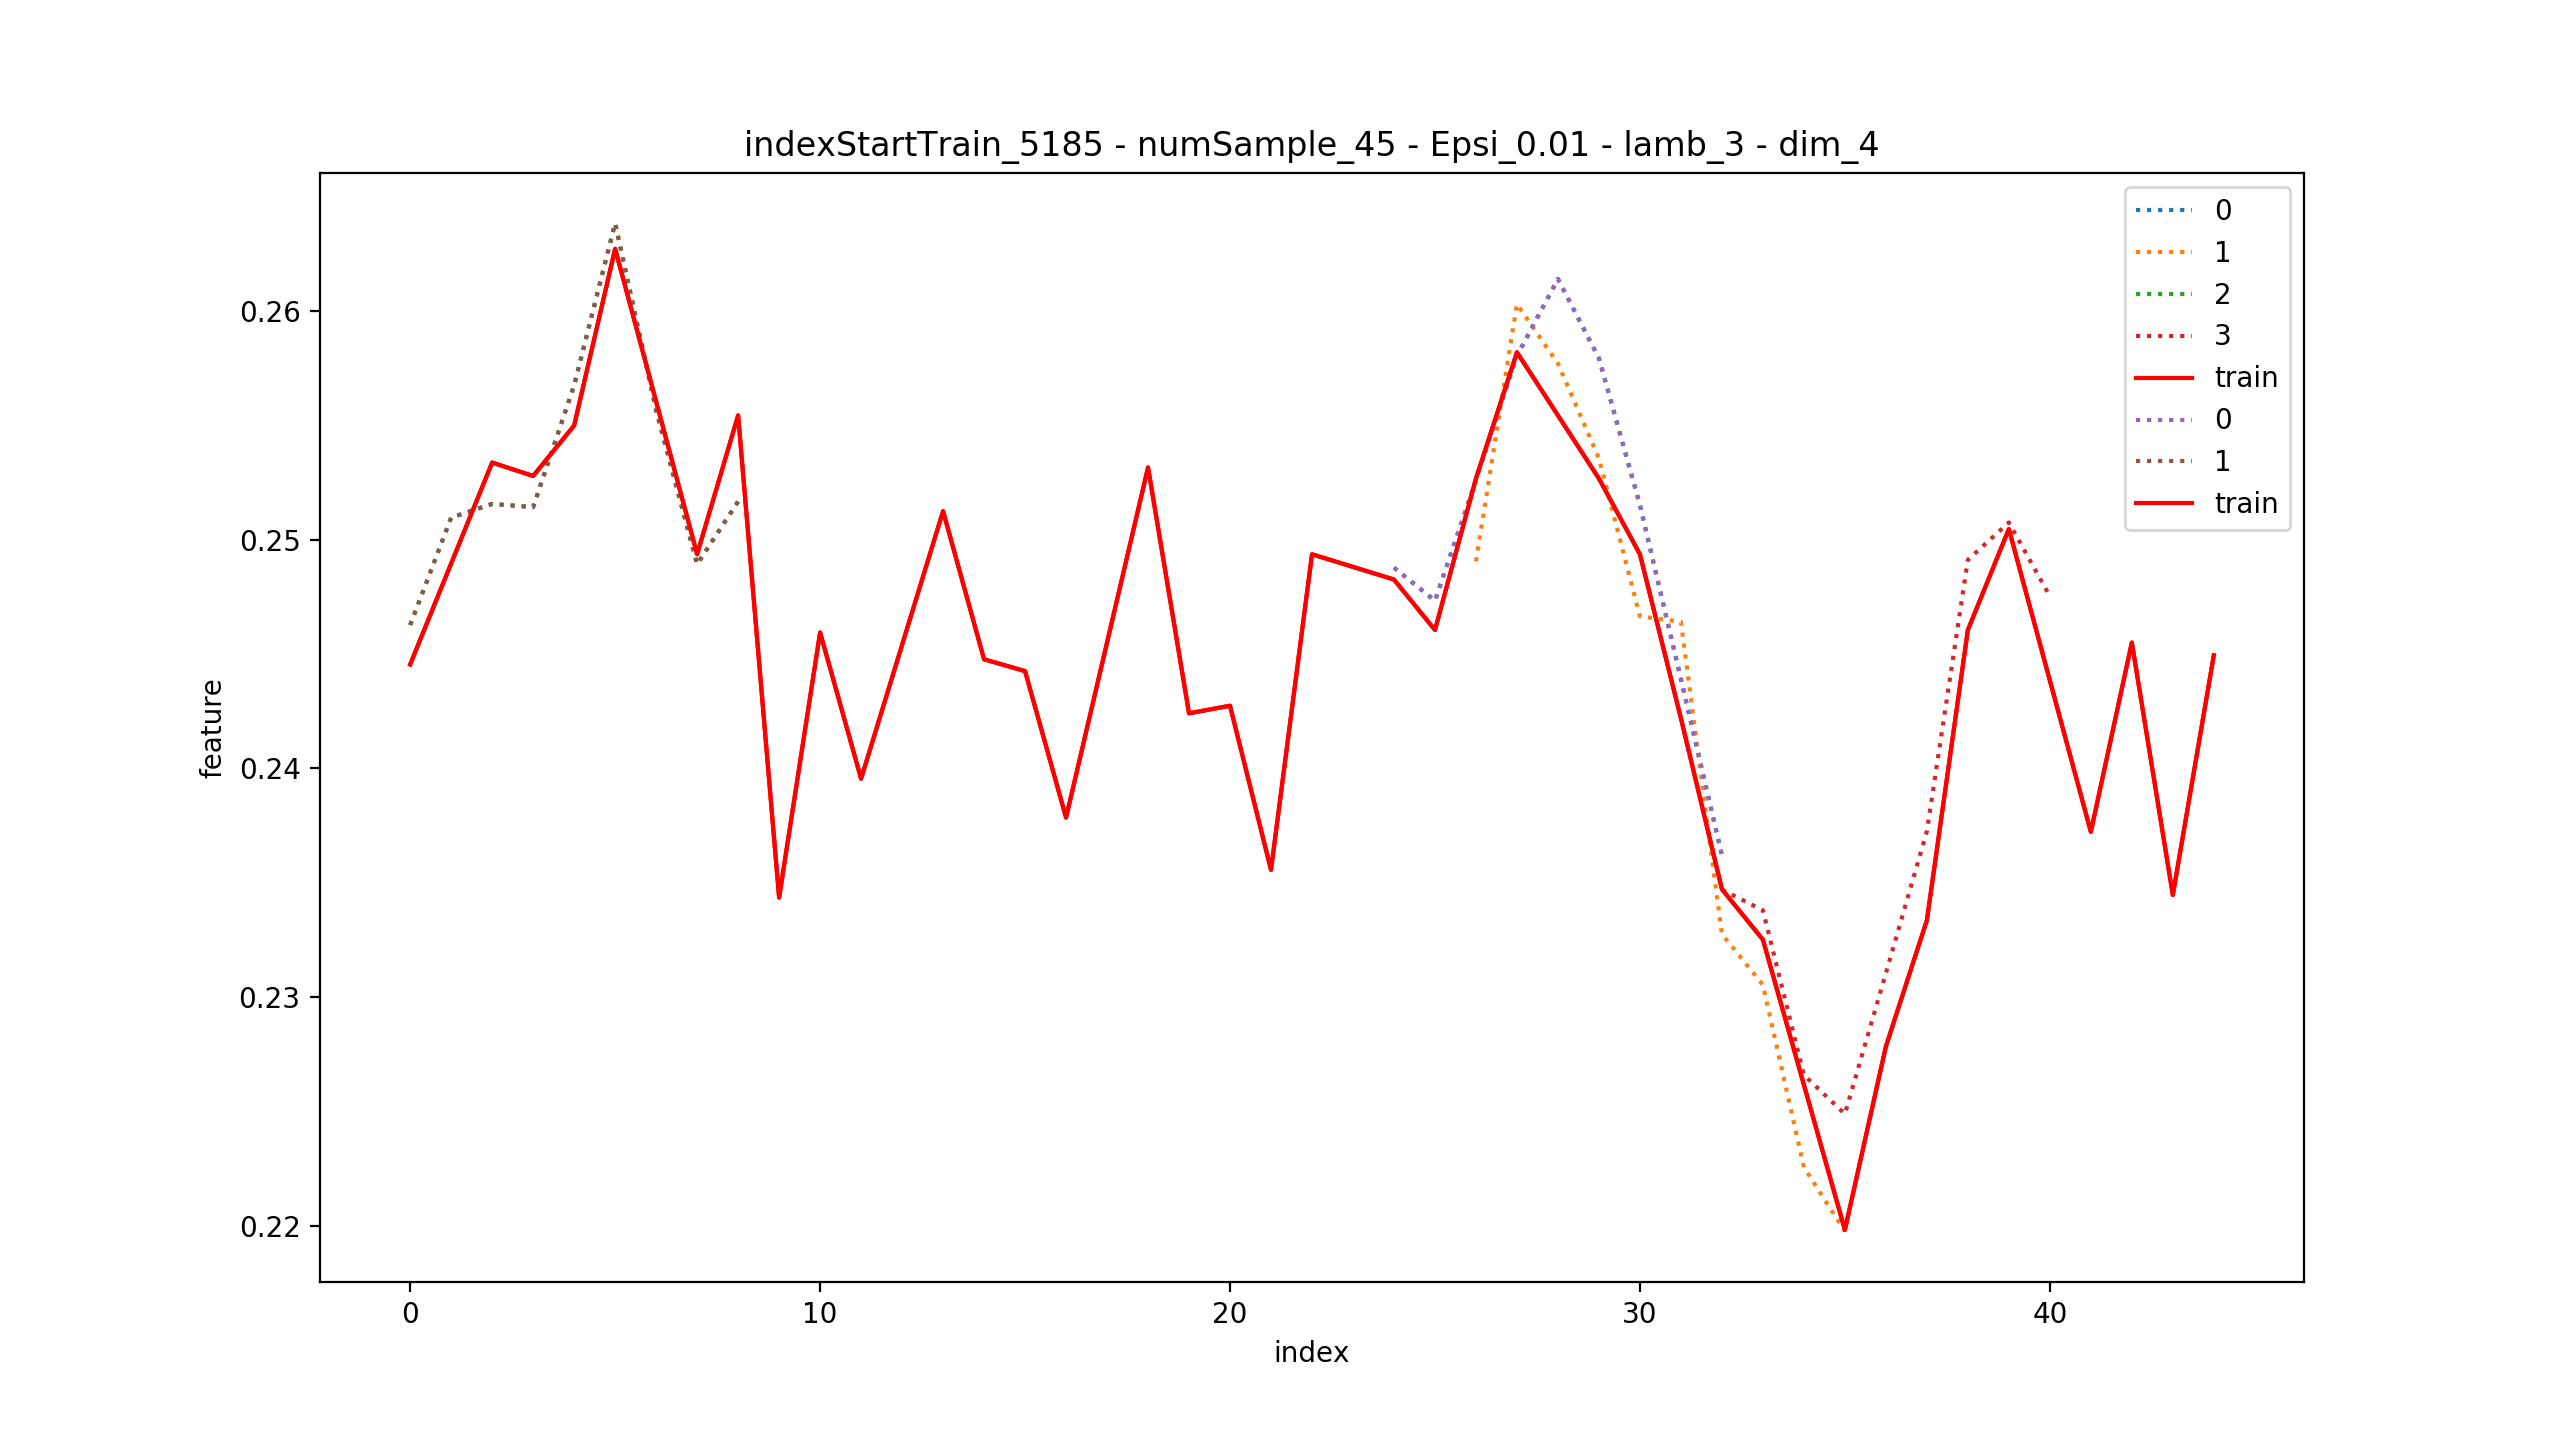 indexStartTrain_5185 - numSample_45 - Epsi_0.01 - lamb_3 - dim_4
0
1
2
3
train
0
1
train
0.26
0.25
0.24
0.23
0.22
feature
0 10 20 30 40
index